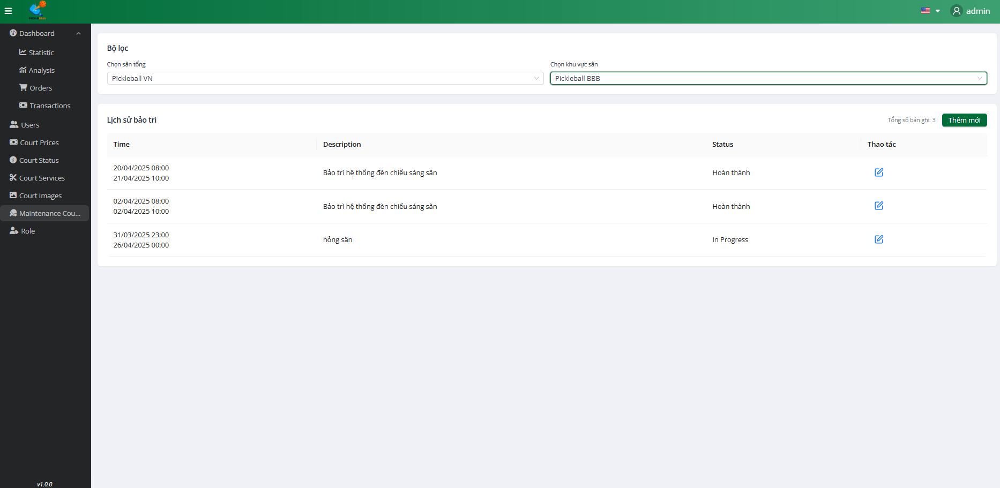 PICKLEBALL
admin
Dashboard
Statistic
Analysis
Orders
Transactions
Users
Court Prices
Court Status
Court Services
Court Images
Maintenance Cou...
Role
v1.0.0
Bộ lọc
Chọn sân tổng
Chọn khu vực sân
Pickleball VN
Pickleball BBB
Lịch sử bảo trì
Tổng số bản ghi: 3
Thêm mới
Time Description Status Thao tác
20/04/2025 08:00
21/04/2025 10:00
Bảo trì hệ thống đèn chiếu sáng sân
Hoàn thành
02/04/2025 08:00
02/04/2025 10:00
Bảo trì hệ thống đèn chiếu sáng sân
Hoàn thành
31/03/2025 23:00
26/04/2025 00:00
hỏng sân
In Progress